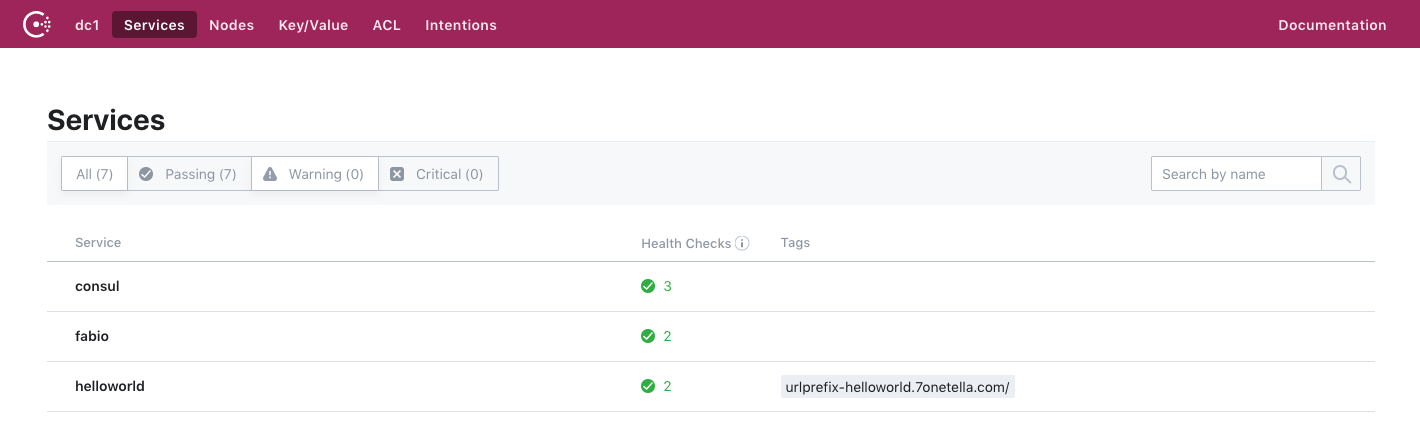 dc1 Services Nodes Key/Value ACL Intentions Documentation
Services
All (7) Passing (7) Warning (0) Critical (0) Search by name
Service Health Checks Tags
consul 3
fabio 2
helloworld 2 urlprefix-helloworld.7onetella.com/